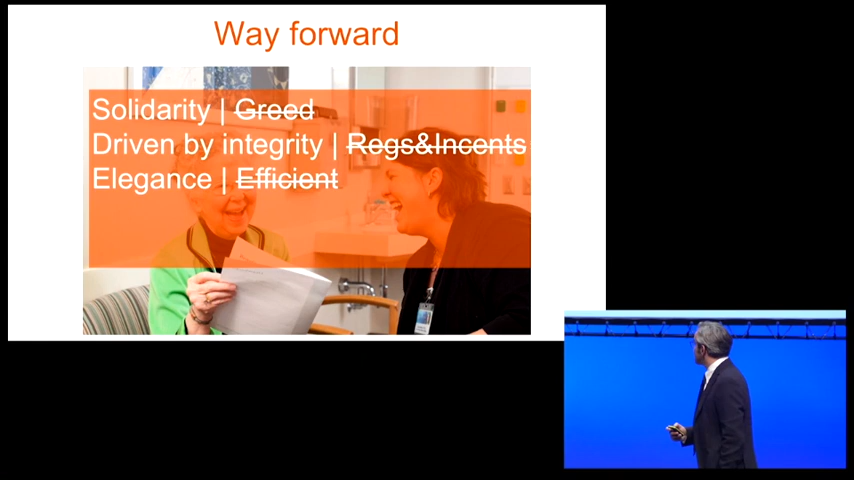 Way forward
Solidarity | Greed
Driven by integrity | Regs&Incents
Elegance | Efficient